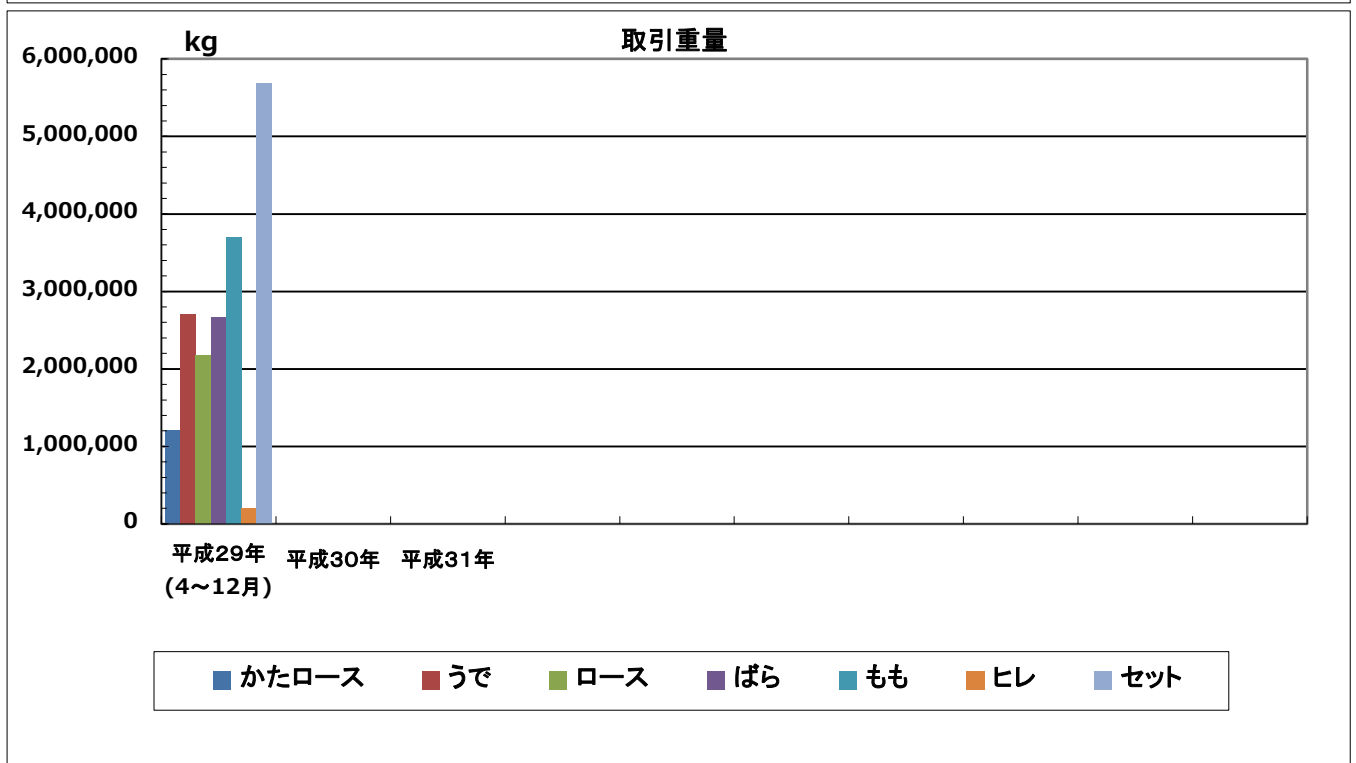 kg
取引重量
6,000,000
5,000,000
4,000,000
3,000,000
2,000,000
1,000,000
0
平成29年 平成30年 平成31年
(4～12月)
かたロース うで ロース ばら もも ヒレ セット